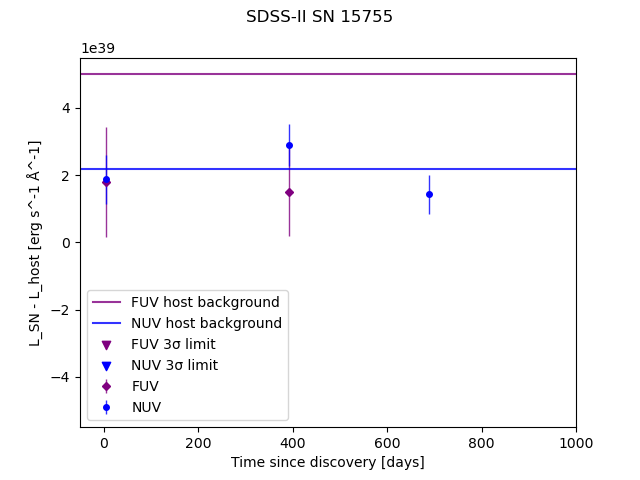 SDSS-II SN 15755
1e39
4
2
0
−2
−4
L_SN - L_host [erg s^-1 Å^-1]
FUV host background
NUV host background
FUV 3σ limit
NUV 3σ limit
FUV
NUV
0 200 400 600 800 1000
Time since discovery [days]